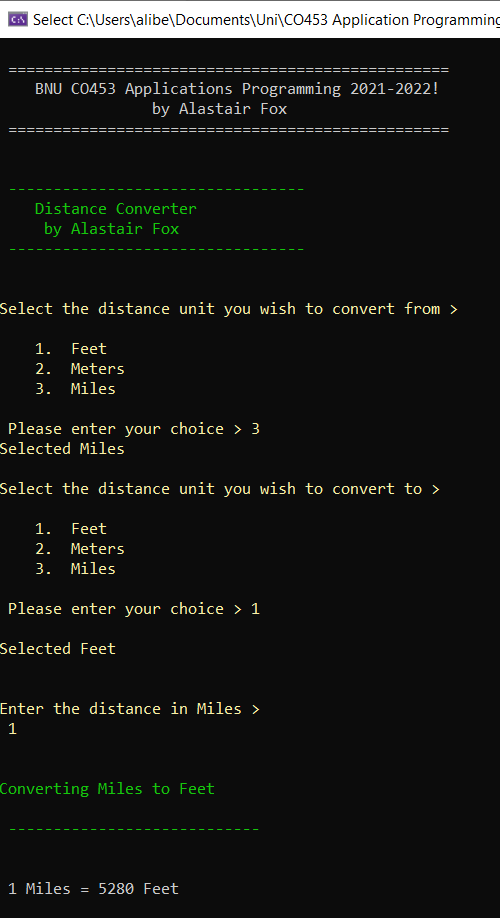 Select C:\Users\alibe\Documents\Uni\CO453 Application Programming
=================================================
BNU CO453 Applications Programming 2021-2022!
by Alastair Fox
=================================================
---------------------------------
Distance Converter
by Alastair Fox
---------------------------------
Select the distance unit you wish to convert from >
1. Feet
2. Meters
3. Miles
Please enter your choice > 3
Selected Miles
Select the distance unit you wish to convert to >
1. Feet
2. Meters
3. Miles
Please enter your choice > 1
Selected Feet
Enter the distance in Miles >
1
Converting Miles to Feet
----------------------------
1 Miles = 5280 Feet